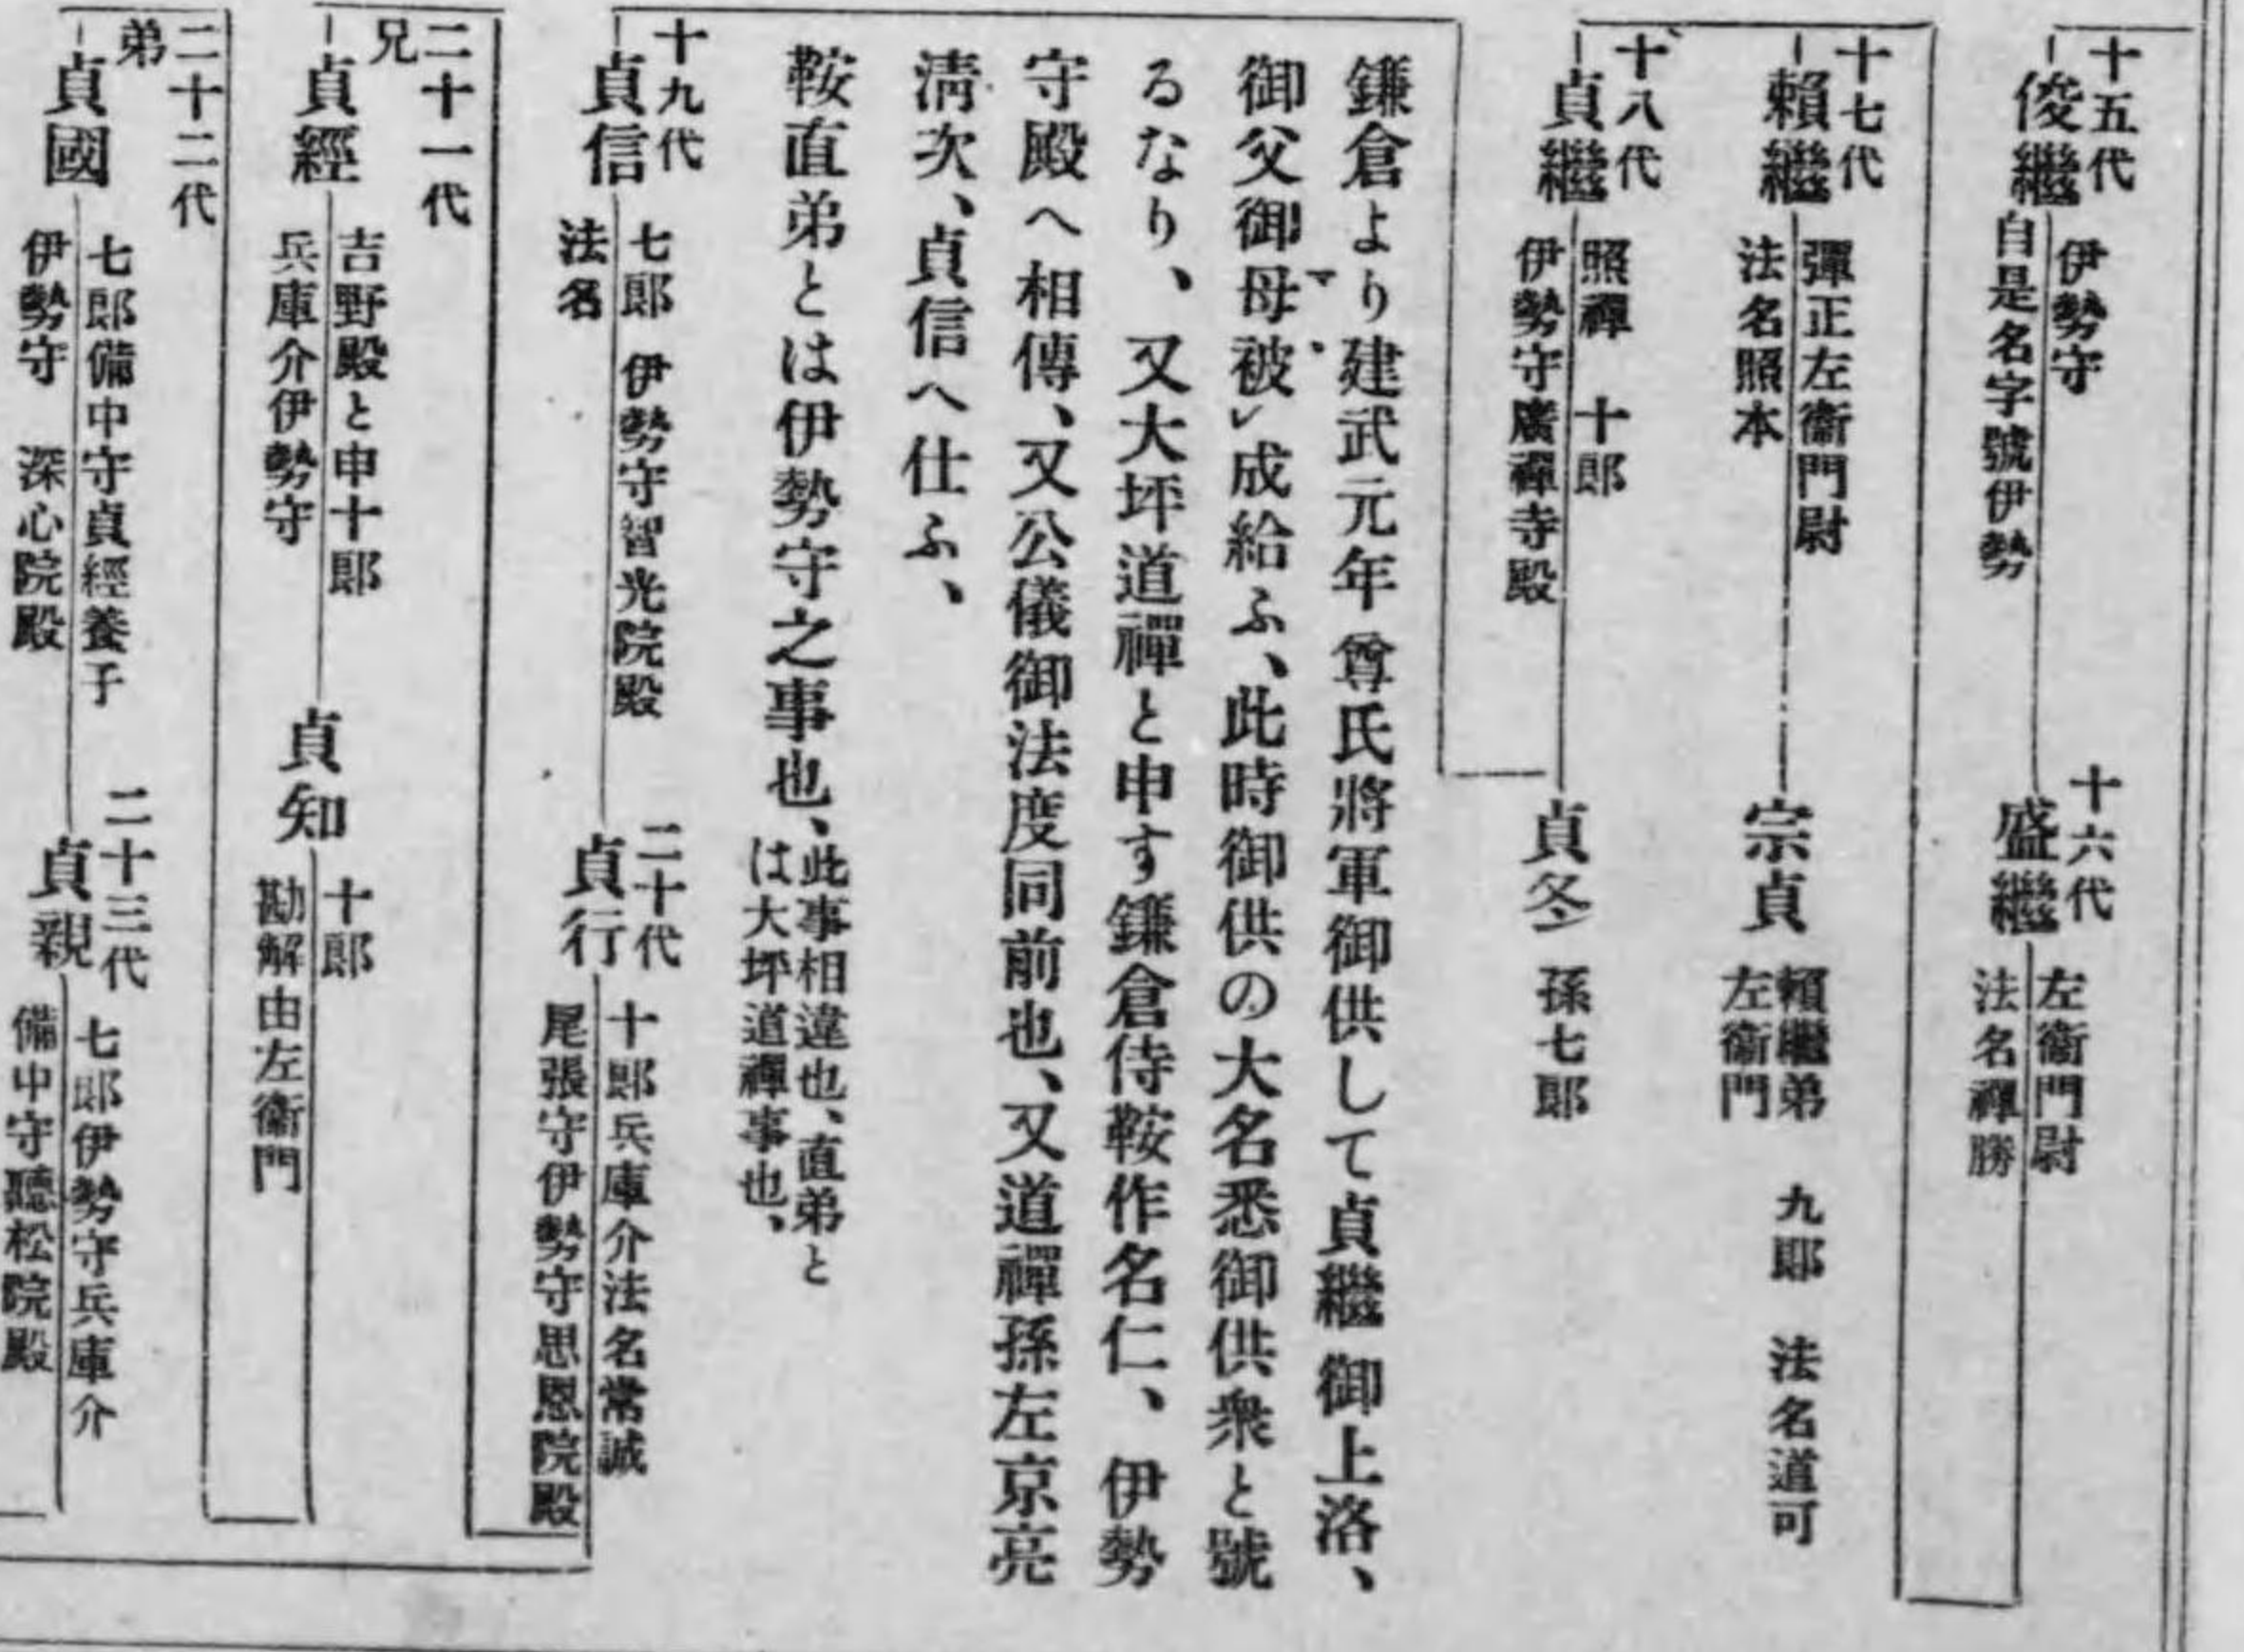 十五代
俊繼
伊勢守
自是名字號伊勢
十六代
盛繼
左衞門尉
法名禪勝
十七代
賴繼
彈正左衞門尉
法名照本
宗貞
賴繼弟 九郎 法名道可
左衞門
十八代
貞繼
照禪 十郎
伊勢守廣禪寺殿
貞冬
孫七郎
鎌倉より建武元年尊氏將軍御供して貞繼御上洛、
御父御母被㆑成給ふ、此時御供の大名悉御供衆と號
るなり、又大坪道禪と申す鎌倉侍鞍作名仁、伊勢
守殿へ相傳、又公儀御法度同前也、又道禪孫左京亮
淸次、貞信へ仕ふ、
鞍直弟とは伊勢守之事也、此事相違也、直弟と
は大坪道禪事也、
十九代
貞信
七郎 伊勢守智光院殿
法名
二十代
貞行
十郎兵庫介法名常誠
尾張守伊勢守思恩院殿
二十一代
兄
貞經
吉野殿と申十郎
兵庫介伊勢守
貞知
十郎
勘解由左衞門
二十二代
弟
貞國
七郎備中守貞經養子
伊勢守 深心院殿
二十三代
貞親
七郎伊勢守兵庫介
備中守聽松院殿